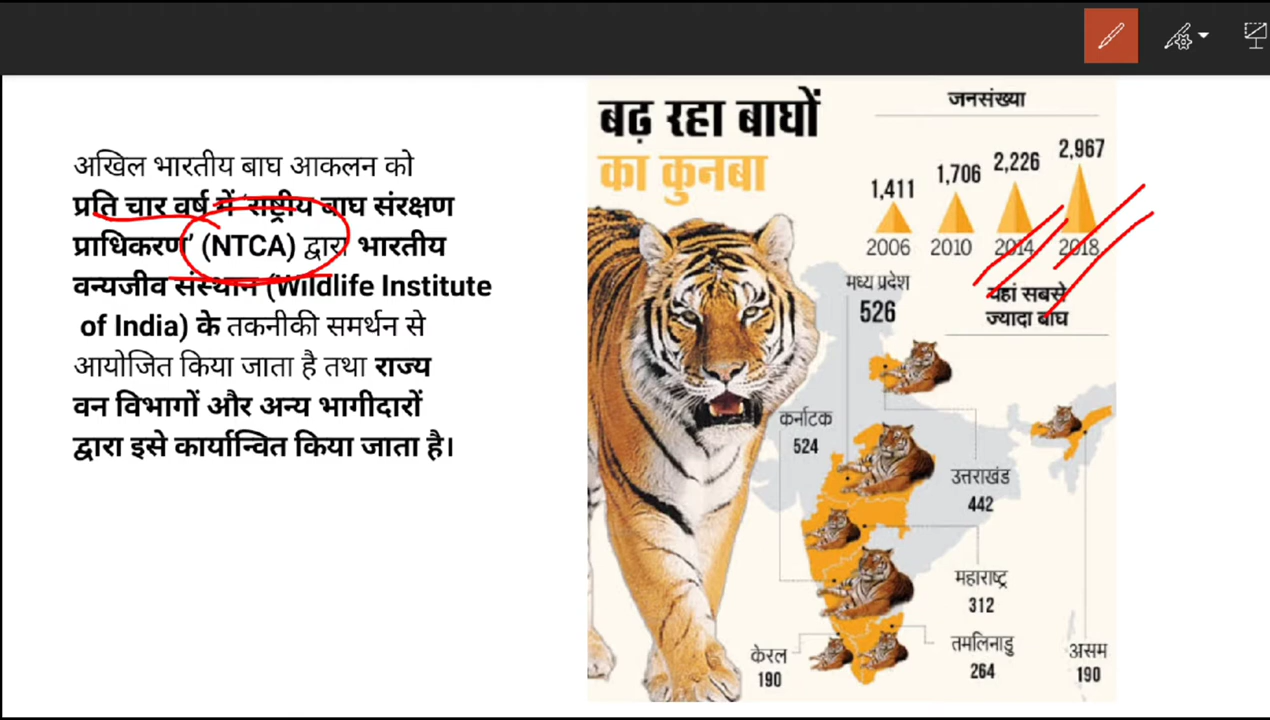 अखिल भारतीय बाघ आकलन को
प्रति चार वर्ष में 'राष्ट्रीय बाघ संरक्षण
प्राधिकरण' (NTCA) द्वारा भारतीय
वन्यजीव संस्थान (Wildlife Institute
of India) के तकनीकी समर्थन से
आयोजित किया जाता है तथा राज्य
वन विभागों और अन्य भागीदारों
द्वारा इसे कार्यान्वित किया जाता है।
बढ़ रहा बाघों
का कुनबा
जनसंख्या
1,411 1,706 2,226 2,967
2006 2010 2014 2018
यहां सबसे
ज्यादा बाघ
मध्य प्रदेश
526
कर्नाटक
524
उत्तराखंड
442
महाराष्ट्र
312
तमलिनाडु
264
केरल
190
असम
190